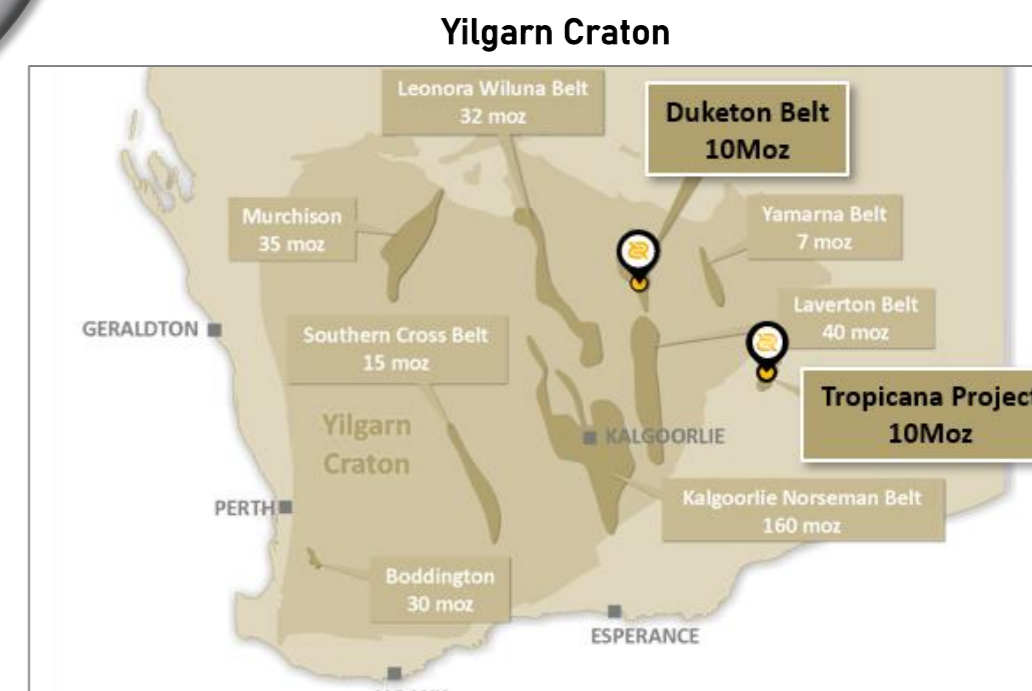 Yilgarn Craton
Leonora Wiluna Belt
32 moz
Duketon Belt
10Moz
Murchison
35 moz
Yamarna Belt
7 moz
Laverton Belt
40 moz
GERALDTON
Southern Cross Belt
15 moz
Tropicana Project
10Moz
Yilgarn
Craton
KALGOORLIE
Kalgoorlie Norseman Belt
160 moz
PERTH
Boddington
30 moz
ESPERANCE